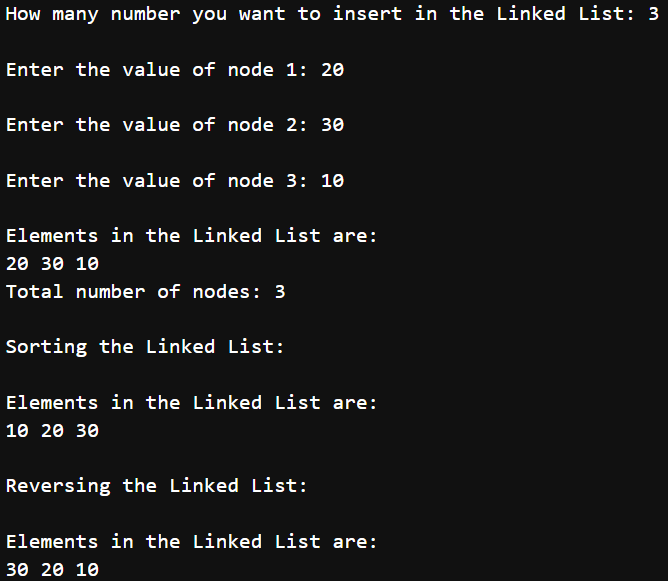 How many number you want to insert in the Linked List: 3
Enter the value of node 1: 20
Enter the value of node 2: 30
Enter the value of node 3: 10
Elements in the Linked List are:
20 30 10
Total number of nodes: 3
Sorting the Linked List:
Elements in the Linked List are:
10 20 30
Reversing the Linked List:
Elements in the Linked List are:
30 20 10